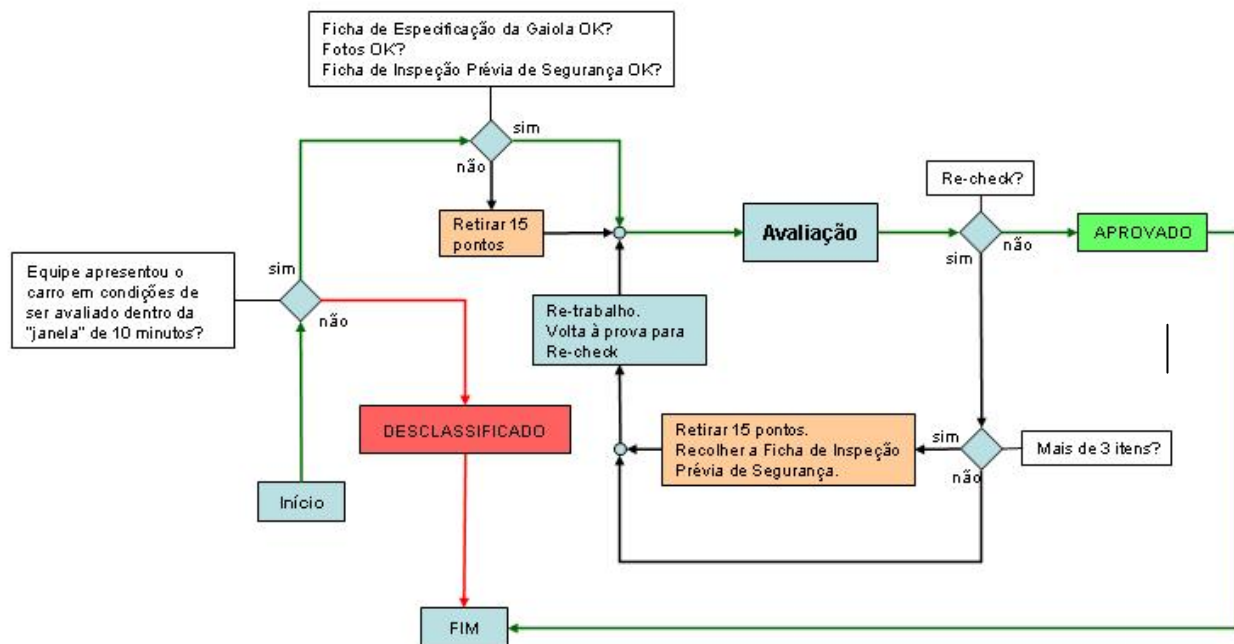 Ficha de Especificação da Gaiola OK?
Fotos OK?
Ficha de Inspeção Prévia de Segurança OK?
sim
não
Re-check?
Retirar 15
pontos
Avaliação
não
sim
APROVADO
Equipe apresentou o
carro em condições de
ser avaliado dentro da
"janela" de 10 minutos?
sim
não
Re-trabalho.
Volta à prova para
Re-check
DESCLASSIFICADO
Retirar 15 pontos.
Recolher a Ficha de Inspeção
Prévia de Segurança.
sim
não
Mais de 3 itens?
Início
FIM